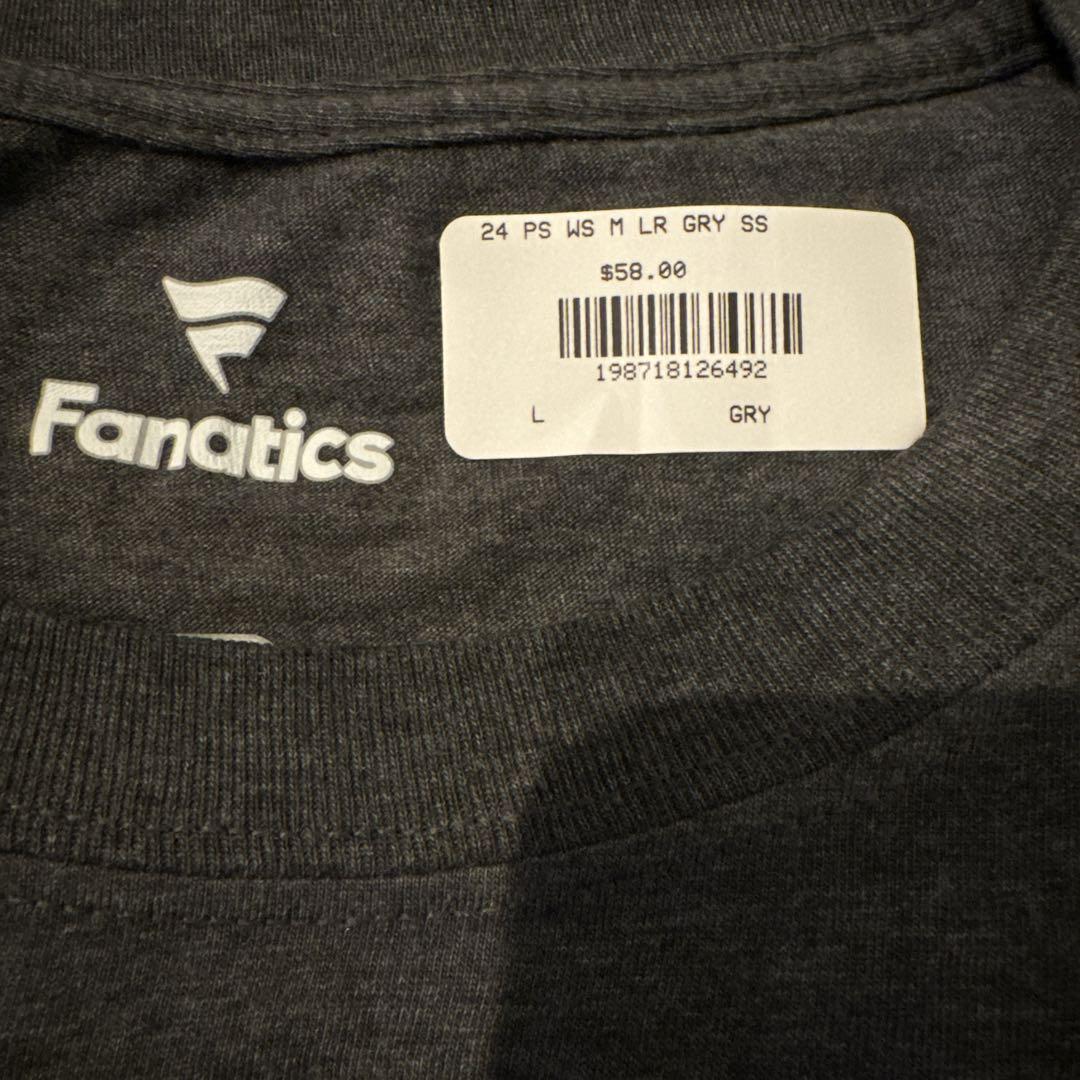 Fanatics
24 PS WS M LR GRY SS
$58.00
198718126492
L GRY